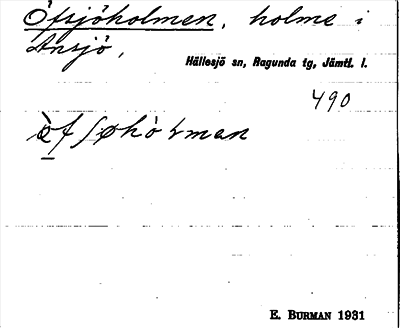 Öfsjöholmen, holme i
Ansjö,
Hällesjö sn, Ragunda tg, Jämtl. l.
490
E. BURMAN 1931